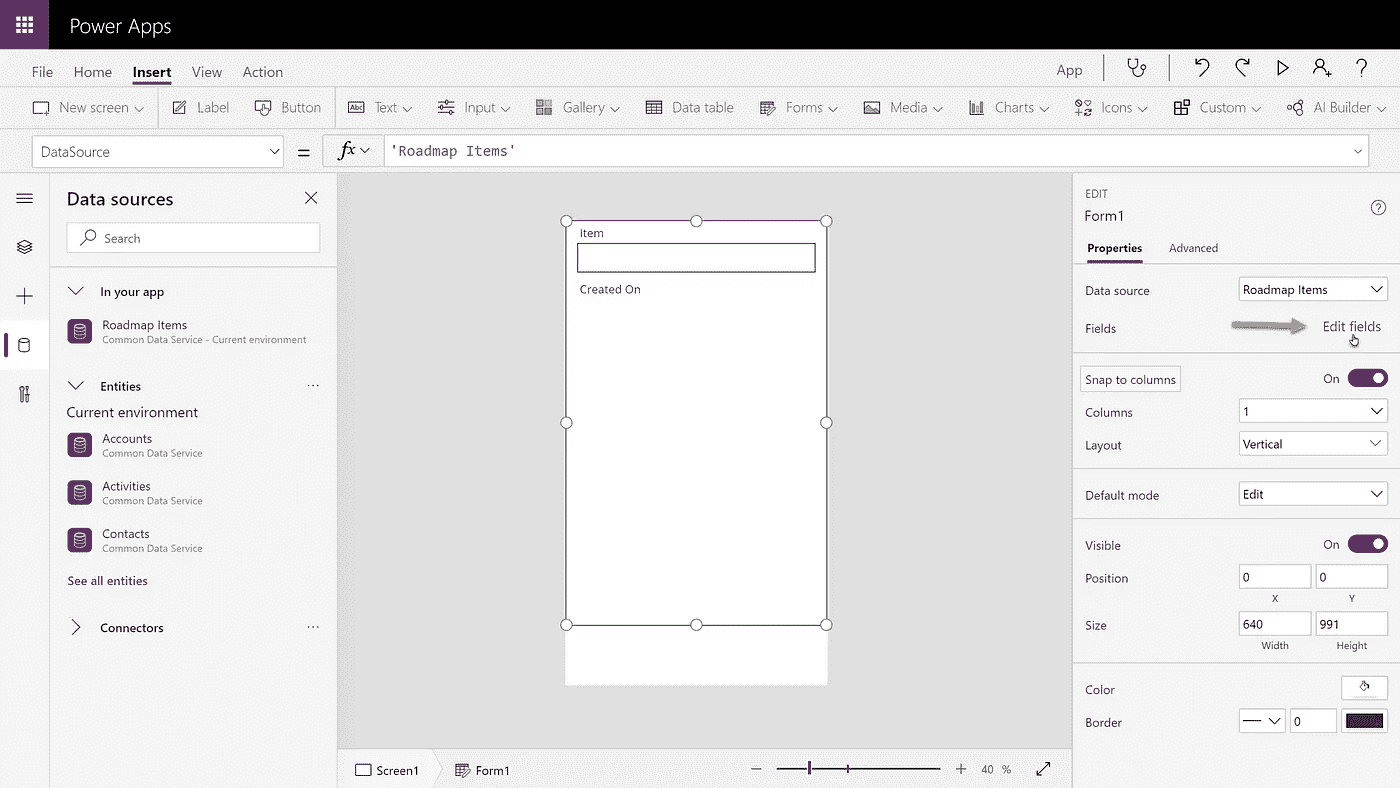 Power Apps
File Home Insert View Action App
New screen Label Button Abc Text Input Gallery Data table Forms Media Charts Icons Custom AI Builder
DataSource = fx 'Roadmap Items'
Data sources
Search
In your app
Roadmap Items
Common Data Service - Current environment
Entities ...
Current environment
Accounts
Common Data Service
Activities
Common Data Service
Contacts
Common Data Service
See all entities
Connectors ...
Item
Created On
Screen1 Form1 40 %
EDIT
Form1
Properties Advanced
Data source Roadmap Items
Fields Edit fields
Snap to columns On
Columns 1
Layout Vertical
Default mode Edit
Visible On
Position 0 0
X Y
Size 640 991
Width Height
Color
Border 0